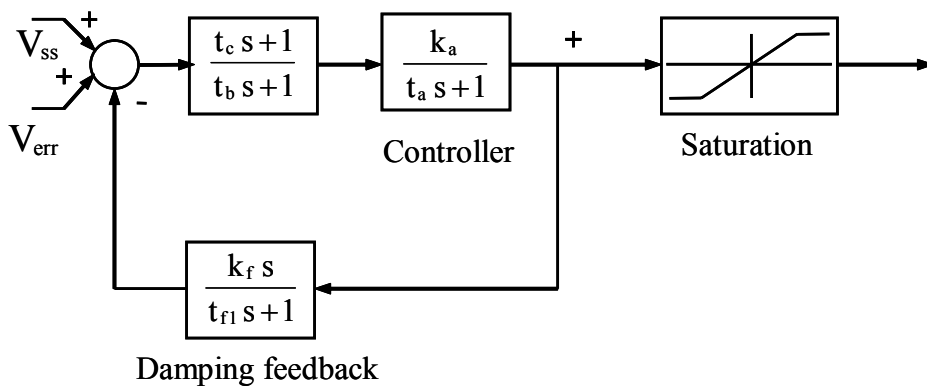 +
V_ss
+
V_err
-
t_c s+1
t_b s+1
k_a
t_a s+1
Controller
+
Saturation
k_f s
t_f1 s+1
Damping feedback